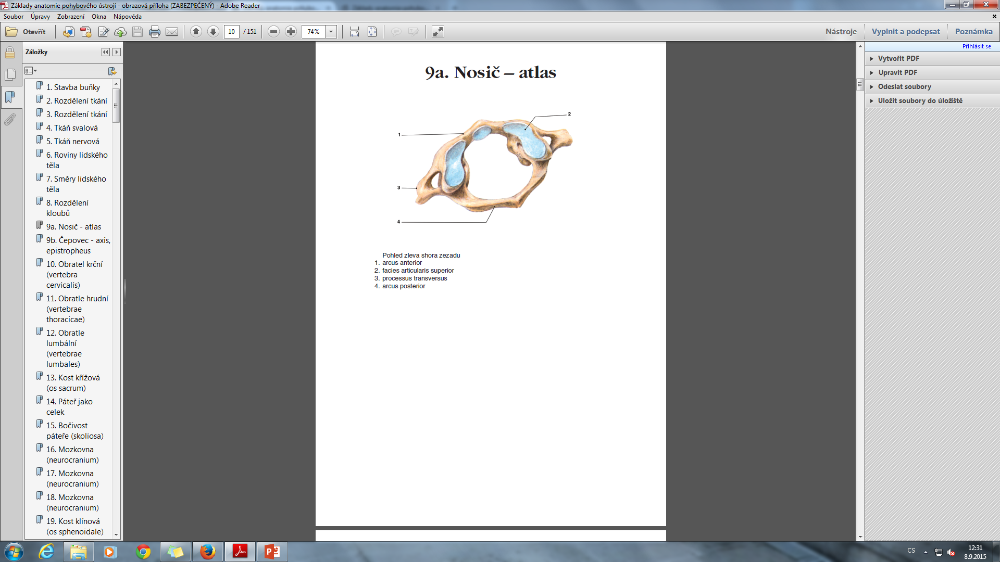 Základy anatomie pohybového ústrojí - obrazová příloha (ZABEZPEČENÝ) - Adobe Reader
Soubor Úpravy Zobrazení Okna Nápověda
Otevřít
10 / 151
74%
Nástroje
Vyplnit a podepsat
Poznámka
Záložky
1. Stavba buňky
2. Rozdělení tkání
3. Rozdělení tkání
4. Tkáň svalová
5. Tkáň nervová
6. Roviny lidského
těla
7. Směry lidského
těla
8. Rozdělení
kloubů
9a. Nosič - atlas
9b. Čepovec - axis,
epistropheus
10. Obratel krční
(vertebra
cervicalis)
11. Obratle hrudní
(vertebrae
thoracicae)
12. Obratle
lumbální
(vertebrae
lumbales)
13. Kost křížová
(os sacrum)
14. Páteř jako
celek
15. Bočivost
páteře (skoliosa)
16. Mozkovna
(neurocranium)
17. Mozkovna
(neurocranium)
18. Mozkovna
(neurocranium)
19. Kost klínová
(os sphenoidale)
9a. Nosič – atlas
2
1
3
4
Pohled zleva shora zezadu
1. arcus anterior
2. facies articularis superior
3. processus transversus
4. arcus posterior
Přihlásit se
Vytvořit PDF
Upravit PDF
Odeslat soubory
Uložit soubory do úložiště
CS
12:31
8.9.2015